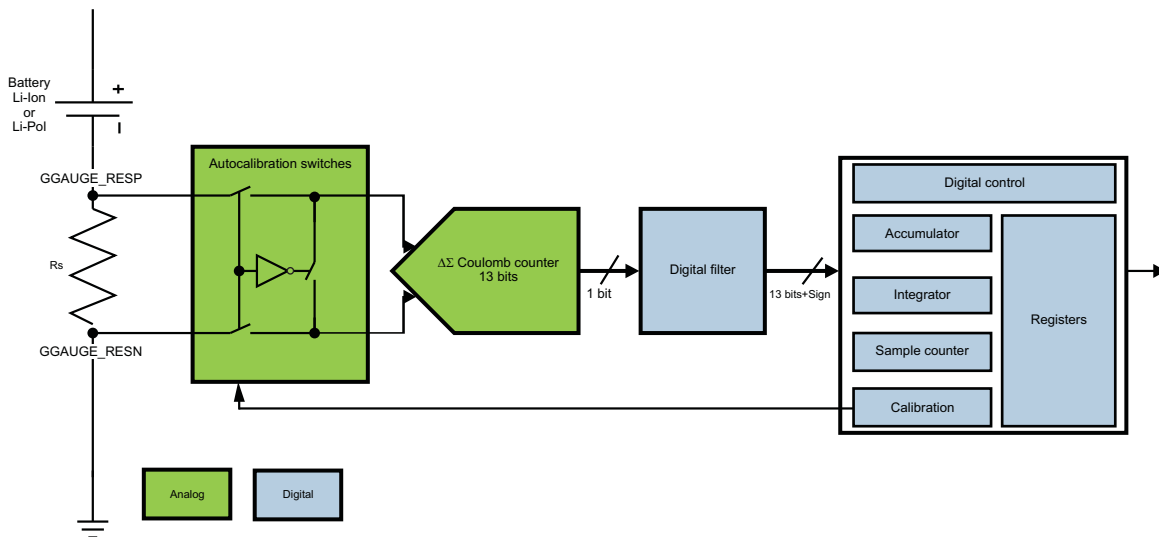 Battery
Li-Ion
or
Li-Pol
+
GGAUGE_RESP
Rs
GGAUGE_RESN
Autocalibration switches
ΔΣ Coulomb counter
13 bits
1 bit
Digital filter
13 bits+Sign
Digital control
Accumulator
Integrator
Sample counter
Calibration
Registers
Analog
Digital